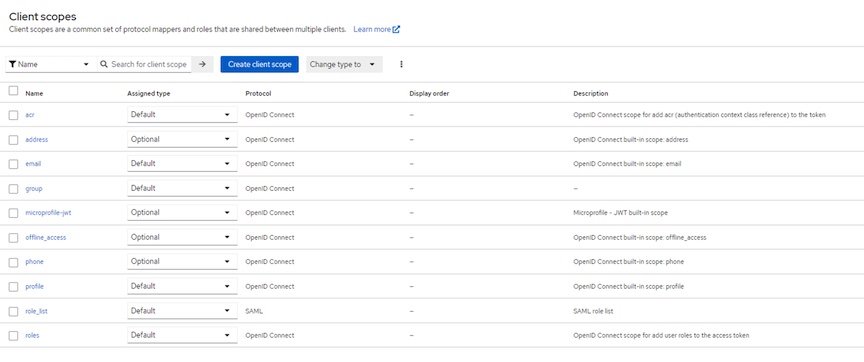 Client scopes
Client scopes are a common set of protocol mappers and roles that are shared between multiple clients. Learn more
Name Search for client scope Create client scope Change type to
Name Assigned type Protocol Display order Description
acr Default OpenID Connect – OpenID Connect scope for add acr (authentication context class reference) to the token
address Optional OpenID Connect – OpenID Connect built-in scope: address
email Default OpenID Connect – OpenID Connect built-in scope: email
group Default OpenID Connect – –
microprofile-jwt Optional OpenID Connect – Microprofile - JWT built-in scope
offline_access Optional OpenID Connect – OpenID Connect built-in scope: offline_access
phone Optional OpenID Connect – OpenID Connect built-in scope: phone
profile Default OpenID Connect – OpenID Connect built-in scope: profile
role_list Default SAML – SAML role list
roles Default OpenID Connect – OpenID Connect scope for add user roles to the access token